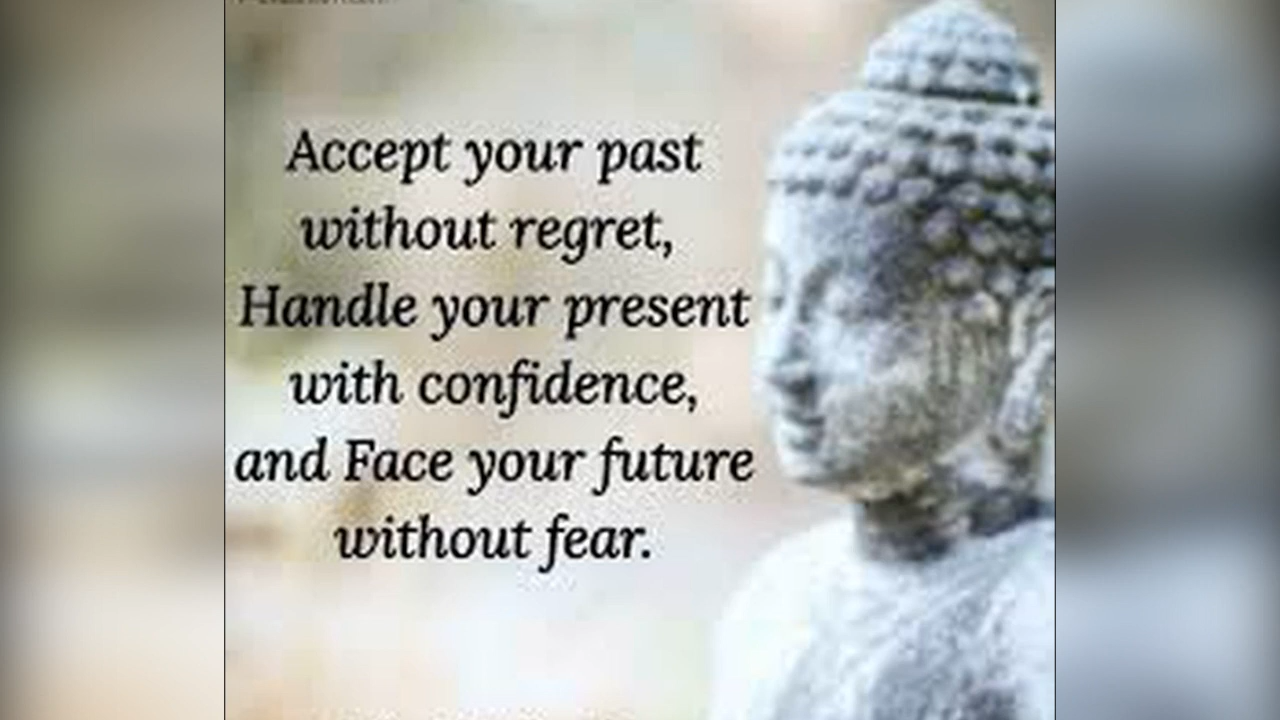 Accept your past
without regret,
Handle your present
with confidence,
and Face your future
without fear.